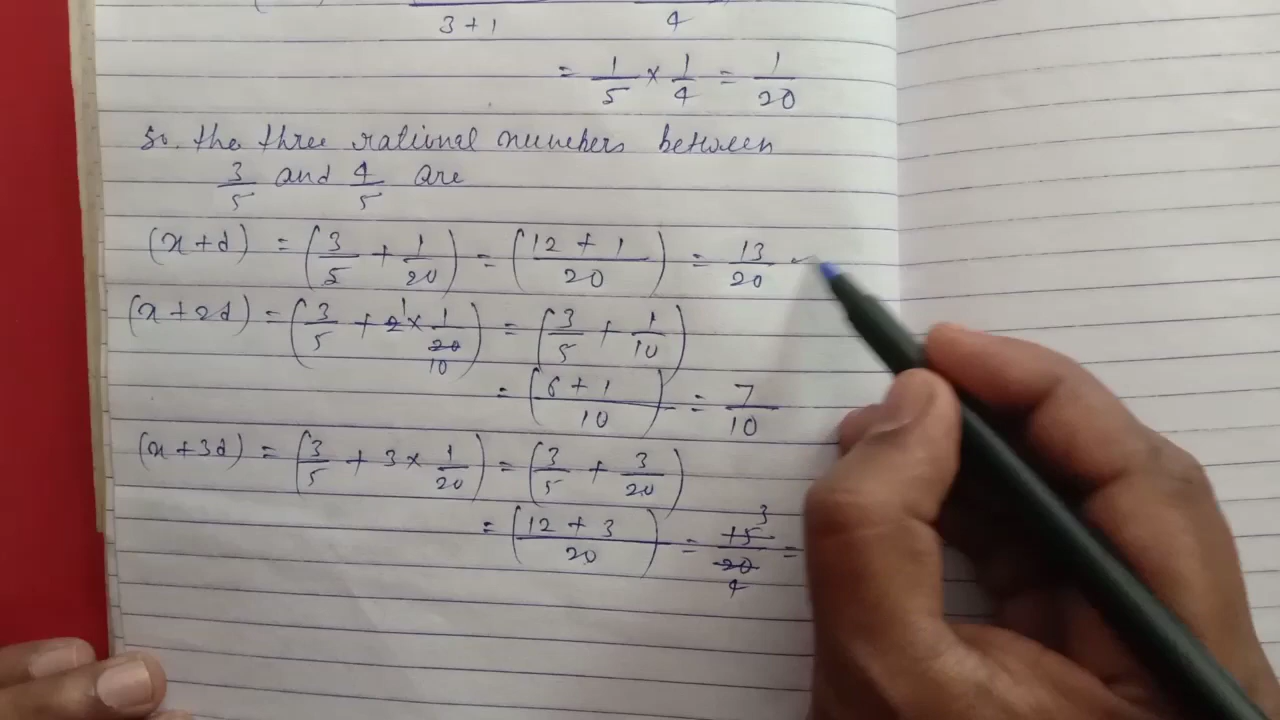 3 + 1 4
= 1/5 × 1/4 = 1/20
So. the three rational numbers between
3/5 and 4/5 are
(x + d) = (3/5 + 1/20) = (12 + 1 / 20) = 13/20
(x + 2d) = (3/5 + 2 1 × 1/20 10) = (3/5 + 1/10)
= (6 + 1 / 10) = 7/10
(x + 3d) = (3/5 + 3 × 1/20) = (3/5 + 3/20)
= (12 + 3 / 20) = 15 3 / 20 4 =